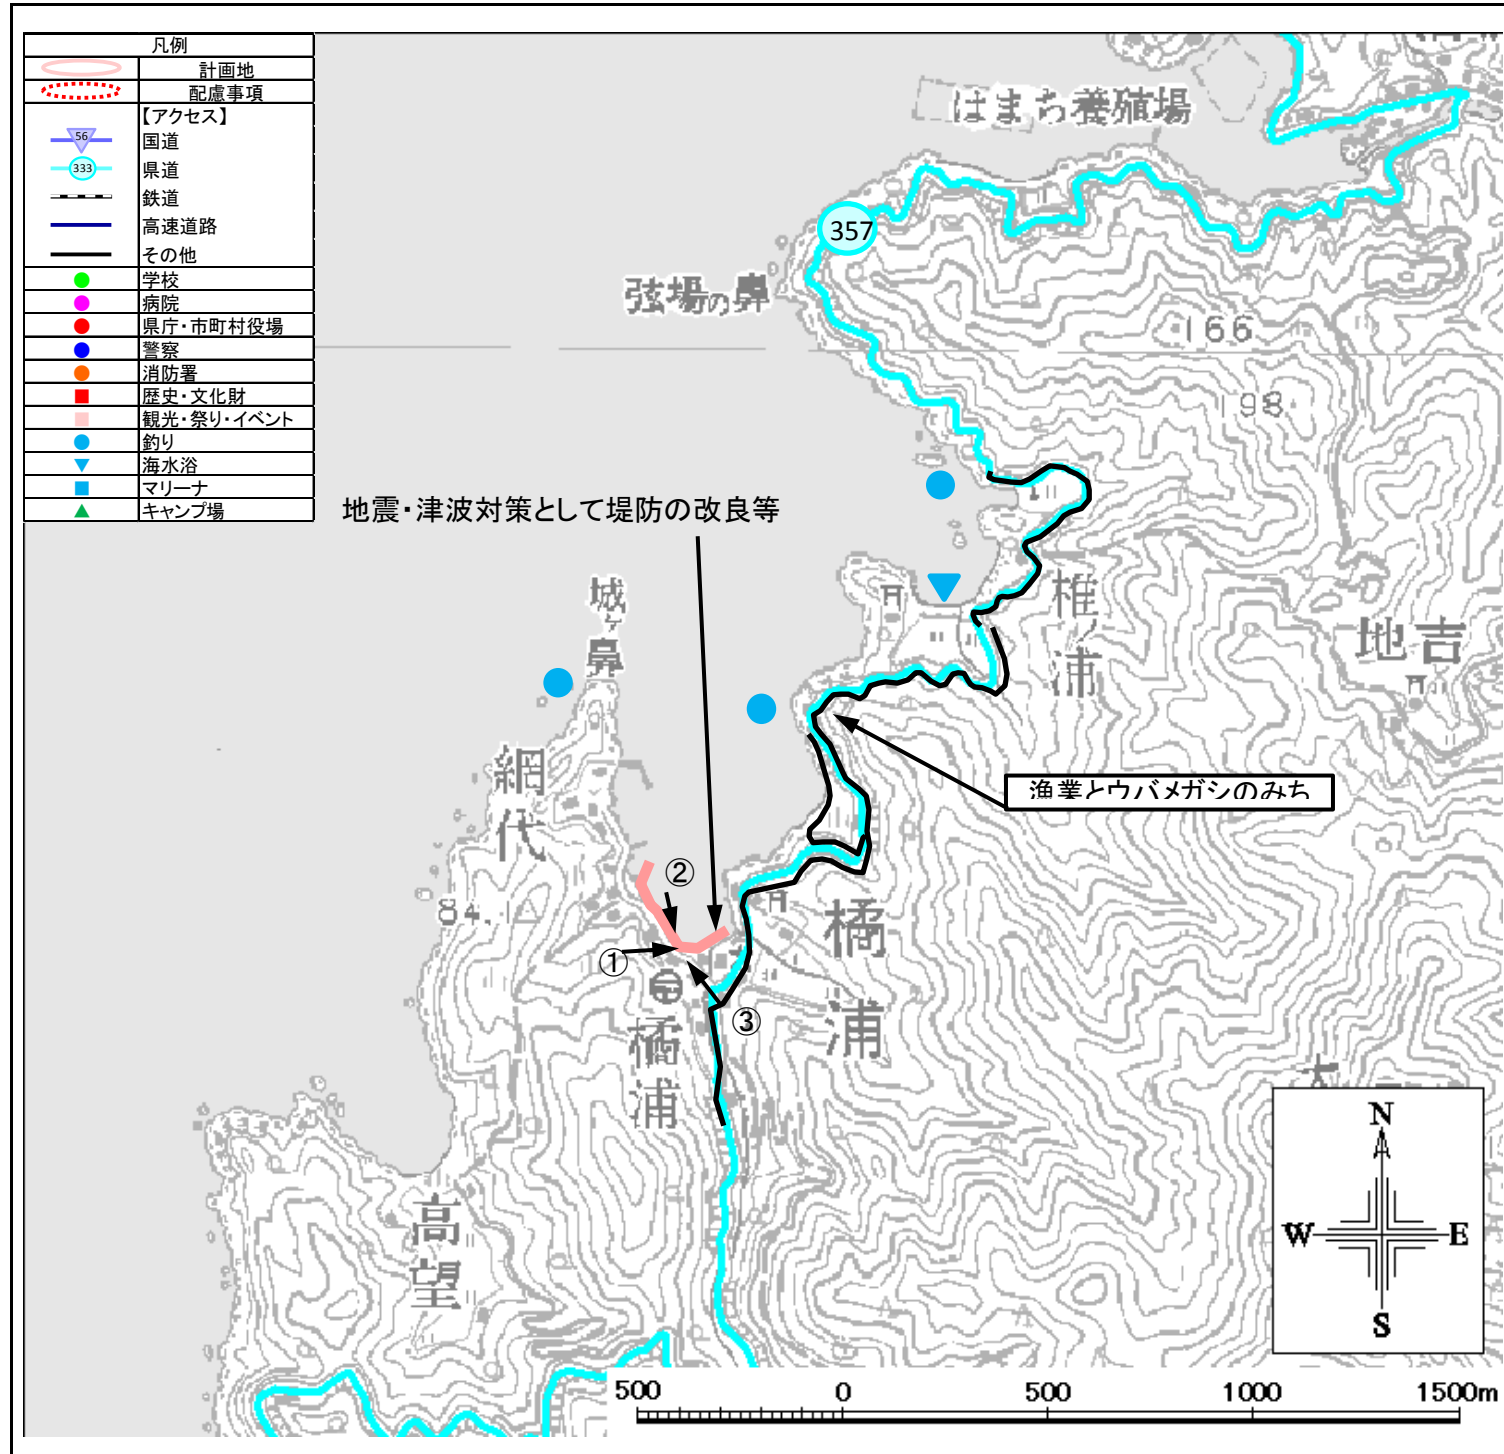 凡例
計画地
配慮事項
【アクセス】
56
国道
333
県道
鉄道
高速道路
その他
学校
病院
県庁・市町村役場
警察
消防署
歴史・文化財
観光・祭り・イベント
釣り
海水浴
マリーナ
キャンプ場
はまち養殖場
357
弦場の鼻
166
198
地震・津波対策として堤防の改良等
城ヶ鼻
椎ノ浦
地吉
網代
漁業とウバメガシのみち
②
84.1
①
③
橘浦
橘浦
高望
N
W
E
S
500 0 500 1000 1500m